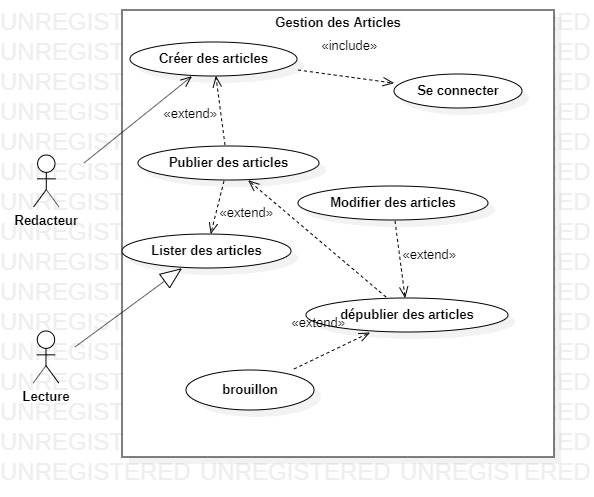 Gestion des Articles
«include»
Créer des articles
Se connecter
«extend»
Publier des articles
Modifier des articles
Redacteur
«extend»
Lister des articles
«extend»
dépublier des articles
«extend»
brouillon
Lecture
UNREGISTERED UNREGISTERED UNREGISTERED